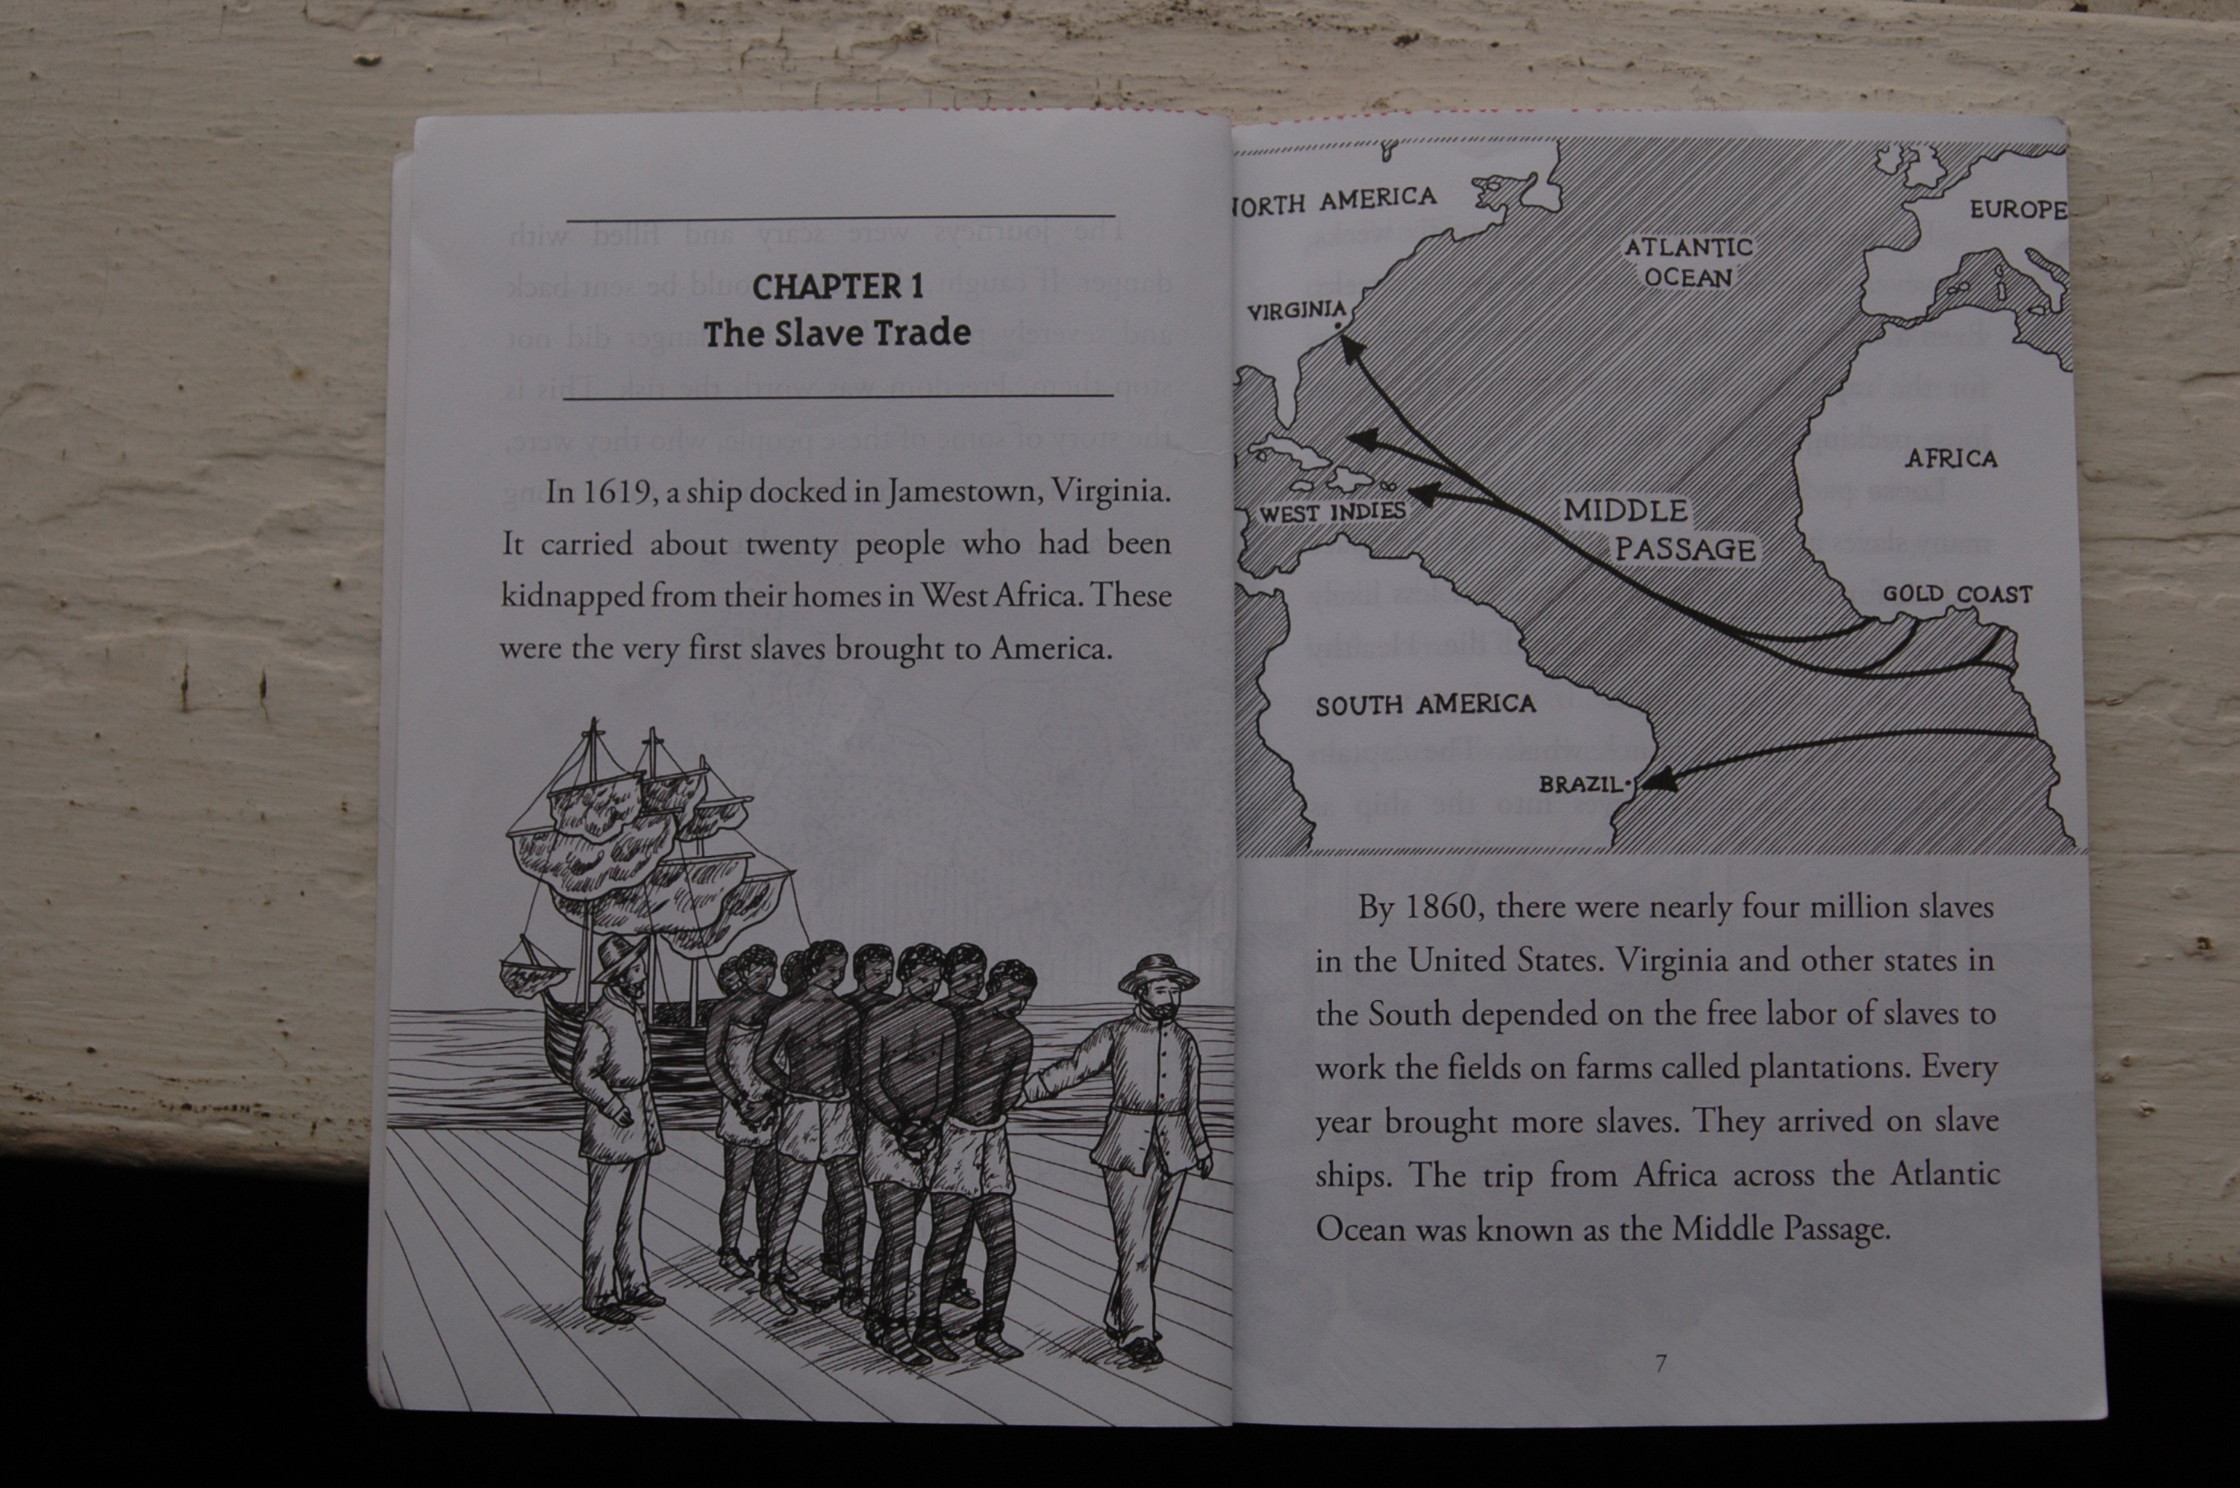 CHAPTER 1
The Slave Trade
In 1619, a ship docked in Jamestown, Virginia.
It carried about twenty people who had been
kidnapped from their homes in West Africa. These
were the very first slaves brought to America.
NORTH AMERICA
EUROPE
ATLANTIC
OCEAN
VIRGINIA
AFRICA
WEST INDIES
MIDDLE
PASSAGE
GOLD COAST
SOUTH AMERICA
BRAZIL
By 1860, there were nearly four million slaves
in the United States. Virginia and other states in
the South depended on the free labor of slaves to
work the fields on farms called plantations. Every
year brought more slaves. They arrived on slave
ships. The trip from Africa across the Atlantic
Ocean was known as the Middle Passage.
7